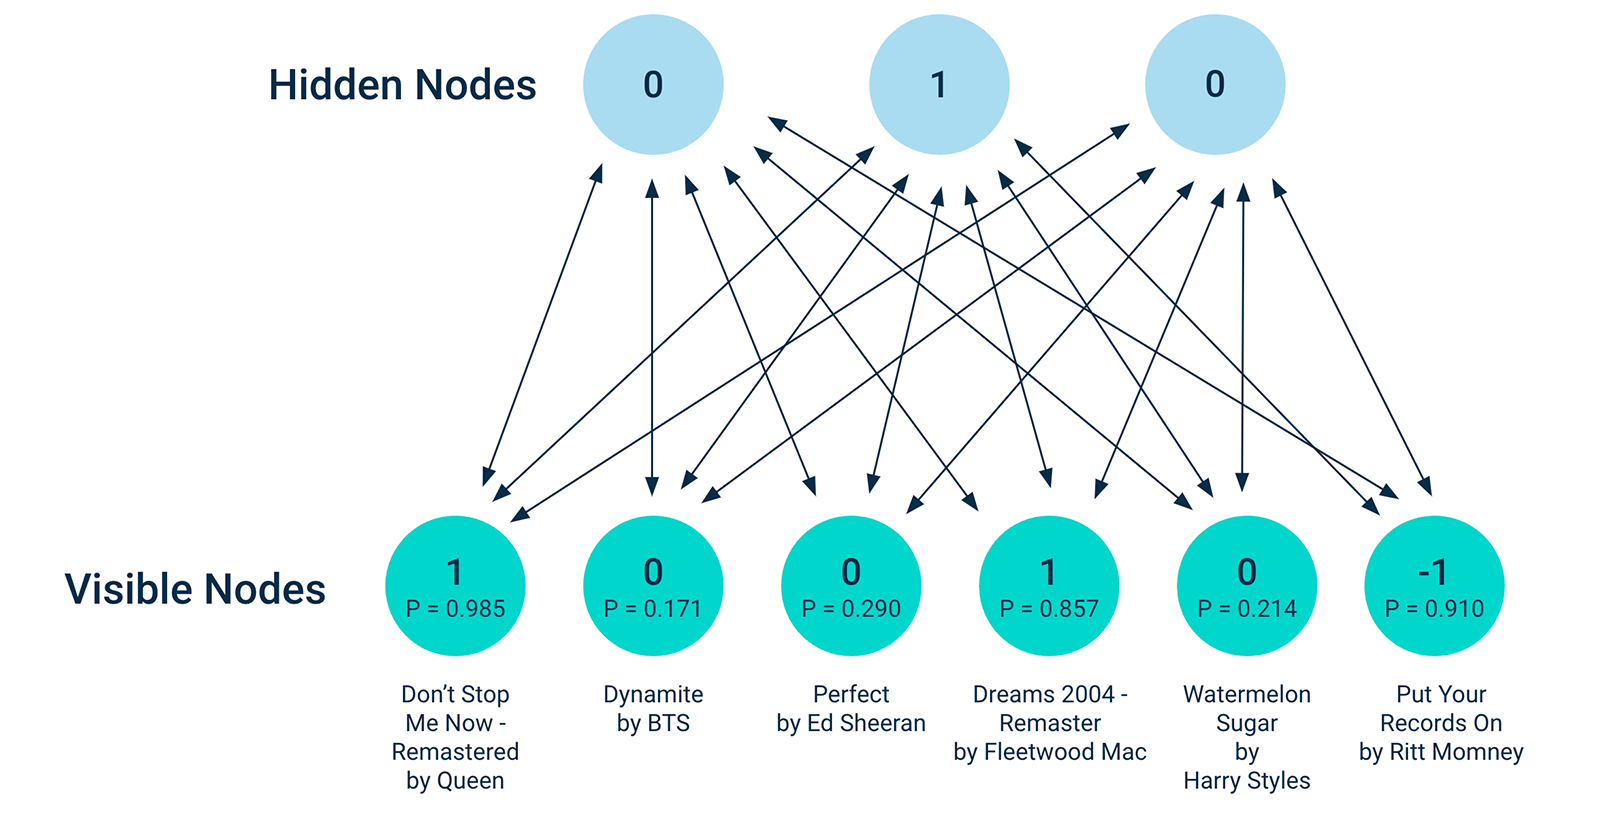 Hidden Nodes
0
1
0
Visible Nodes
1
P = 0.985
0
P = 0.171
0
P = 0.290
1
P = 0.857
0
P = 0.214
-1
P = 0.910
Don’t Stop
Me Now -
Remastered
by Queen
Dynamite
by BTS
Perfect
by Ed Sheeran
Dreams 2004 -
Remaster
by Fleetwood Mac
Watermelon
Sugar
by
Harry Styles
Put Your
Records On
by Ritt Momney